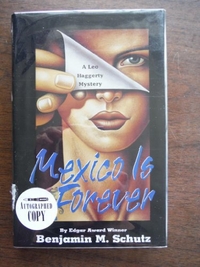 A Leo
Haggerty
Mystery
Mexico Is
Forever
AUTOGRAPHED
COPY
By Edgar Award Winner
Benjamin M. Schutz